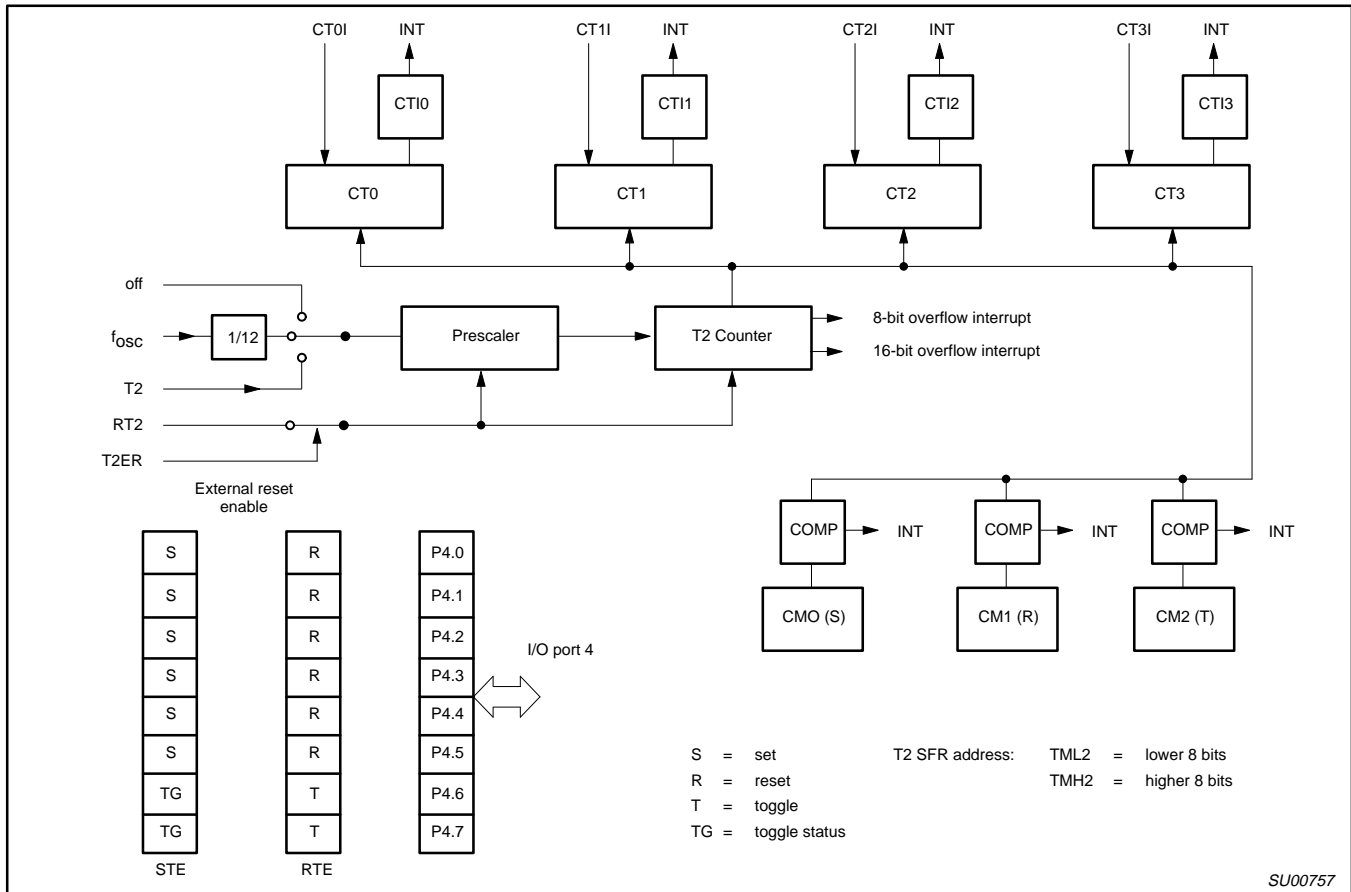 CT0I INT CT1I INT CT2I INT CT3I INT
CTI0 CTI1 CTI2 CTI3
CT0 CT1 CT2 CT3
off
fosc 1/12 Prescaler T2 Counter 8-bit overflow interrupt
16-bit overflow interrupt
T2
RT2
T2ER
External reset
enable
COMP INT COMP INT COMP INT
CMO (S) CM1 (R) CM2 (T)
S R P4.0
S R P4.1
S R P4.2
S R P4.3
S R P4.4
S R P4.5
TG T P4.6
TG T P4.7
STE RTE
I/O port 4
S = set
R = reset
T = toggle
TG = toggle status
T2 SFR address: TML2 = lower 8 bits
TMH2 = higher 8 bits
SU00757